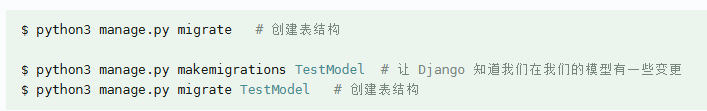 $ python3 manage.py migrate   # 创建表结构
$ python3 manage.py makemigrations TestModel  # 让 Django 知道我们在我们的模型有一些变更
$ python3 manage.py migrate TestModel   # 创建表结构